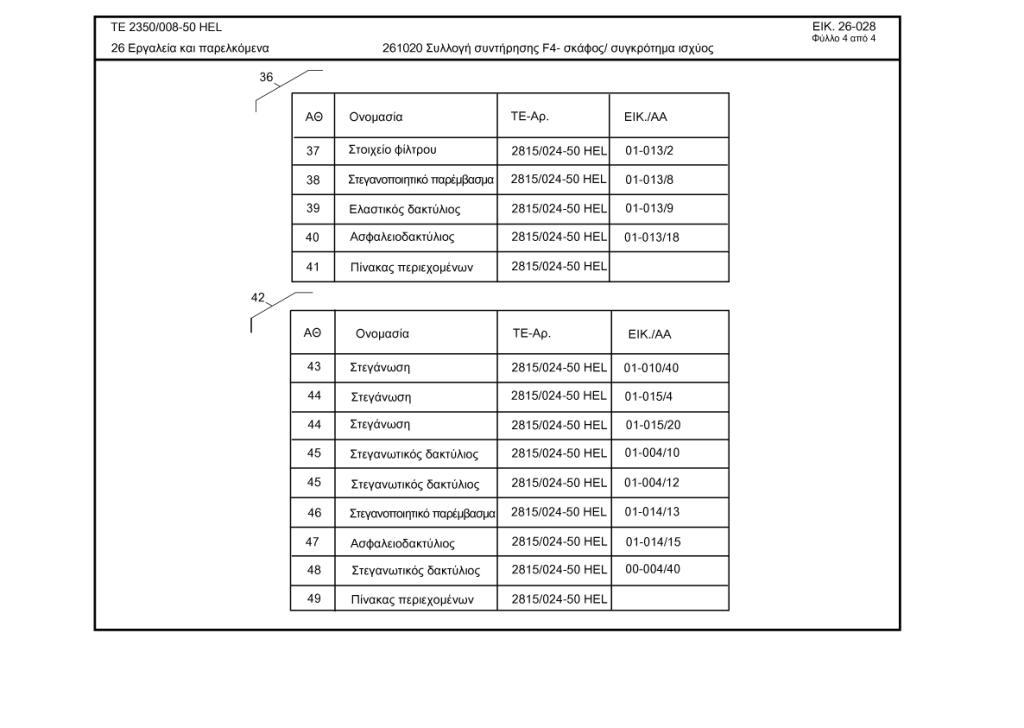 TE 2350/008-50 HEL
ΕΙΚ. 26-028
Φύλλο 4 από 4
26 Εργαλεία και παρελκόμενα
261020 Συλλογή συντήρησης F4- σκάφος/ συγκρότημα ισχύος
36
ΑΘ Ονομασία ΤΕ-Αρ. ΕΙΚ./ΑΑ
37 Στοιχείο φίλτρου 2815/024-50 HEL 01-013/2
38 Στεγανοποιητικό παρέμβασμα 2815/024-50 HEL 01-013/8
39 Ελαστικός δακτύλιος 2815/024-50 HEL 01-013/9
40 Ασφαλειοδακτύλιος 2815/024-50 HEL 01-013/18
41 Πίνακας περιεχομένων 2815/024-50 HEL
42
ΑΘ Ονομασία ΤΕ-Αρ. ΕΙΚ./ΑΑ
43 Στεγάνωση 2815/024-50 HEL 01-010/40
44 Στεγάνωση 2815/024-50 HEL 01-015/4
44 Στεγάνωση 2815/024-50 HEL 01-015/20
45 Στεγανωτικός δακτύλιος 2815/024-50 HEL 01-004/10
45 Στεγανωτικός δακτύλιος 2815/024-50 HEL 01-004/12
46 Στεγανοποιητικό παρέμβασμα 2815/024-50 HEL 01-014/13
47 Ασφαλειοδακτύλιος 2815/024-50 HEL 01-014/15
48 Στεγανωτικός δακτύλιος 2815/024-50 HEL 00-004/40
49 Πίνακας περιεχομένων 2815/024-50 HEL